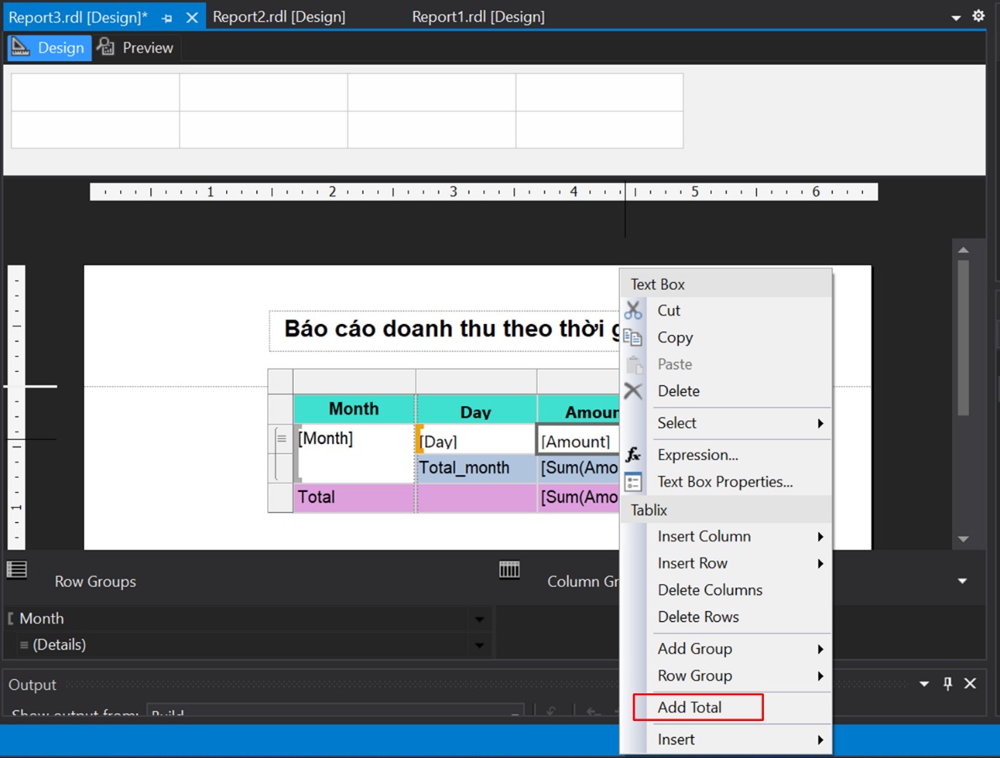 Report3.rdl [Design]* Report2.rdl [Design] Report1.rdl [Design]
Design Preview
1 2 3 4 5 6
Báo cáo doanh thu theo thời
Month Day
[Month] [Day] [Amount]
Total_month [Sum(Amo
Total [Sum(Amo
1
Text Box
Cut
Copy
Paste
Delete
Select
Expression...
Text Box Properties...
Tablix
Insert Column
Insert Row
Delete Columns
Delete Rows
Add Group
Row Group
Add Total
Insert
Row Groups Column
Month
(Details)
Output
Show output from: Build